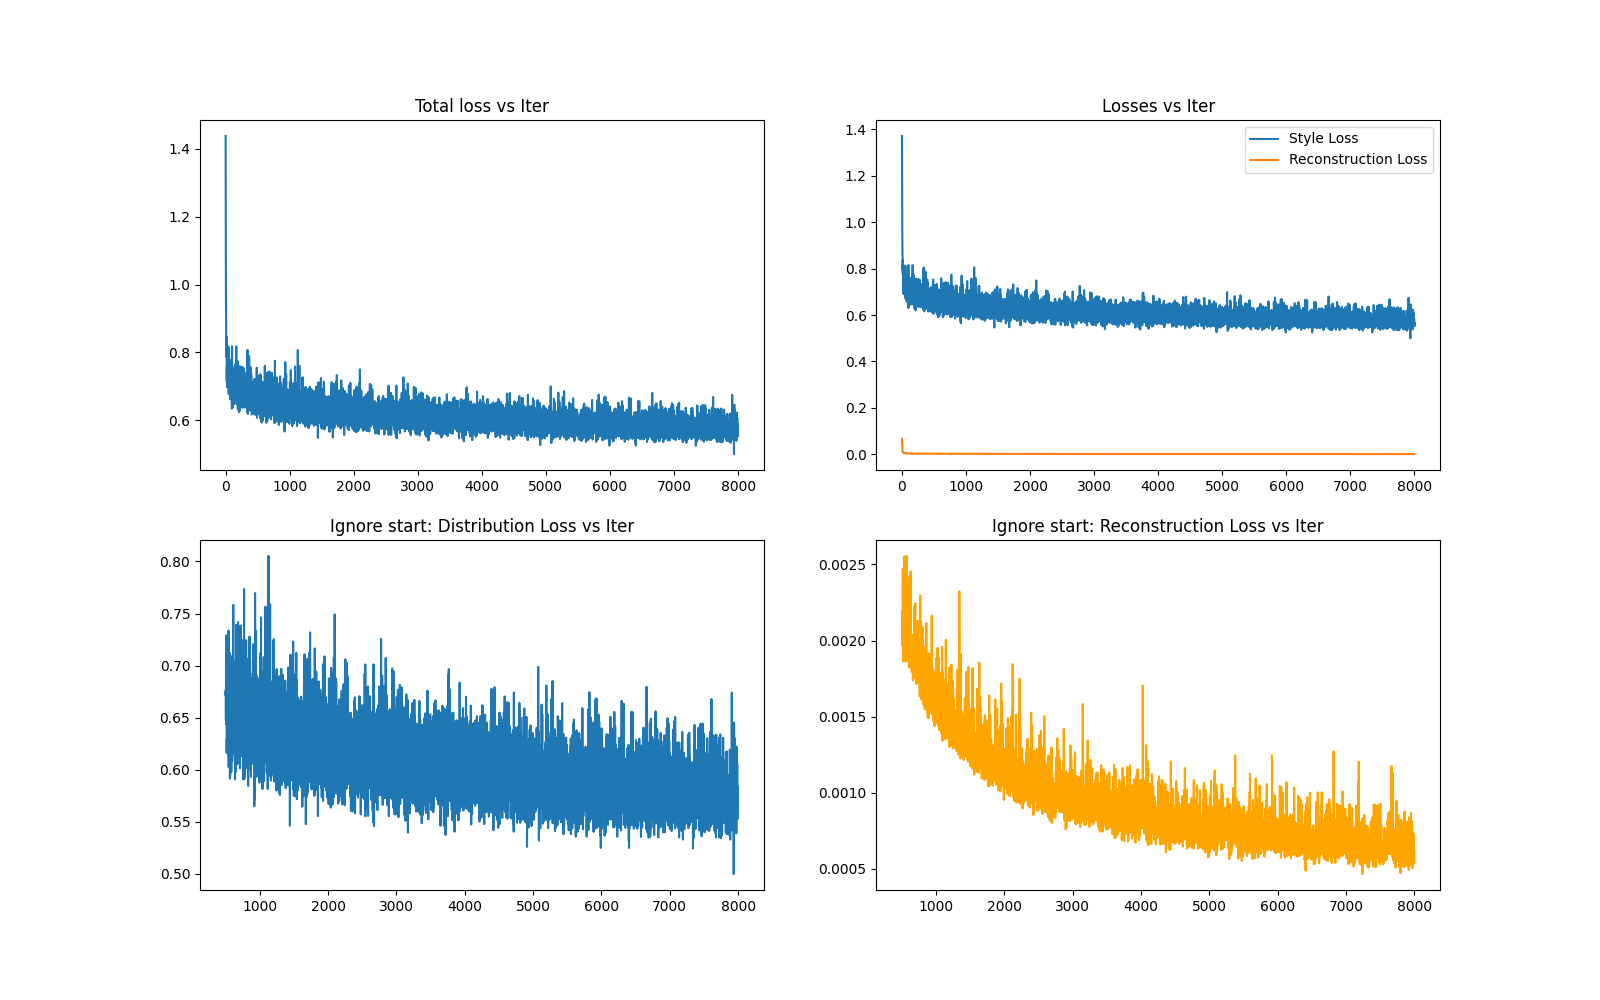 Total loss vs Iter
1.4
1.2
1.0
0.8
0.6
0 1000 2000 3000 4000 5000 6000 7000 8000
Losses vs Iter
Style Loss
Reconstruction Loss
1.4
1.2
1.0
0.8
0.6
0.4
0.2
0.0
0 1000 2000 3000 4000 5000 6000 7000 8000
Ignore start: Distribution Loss vs Iter
0.80
0.75
0.70
0.65
0.60
0.55
0.50
1000 2000 3000 4000 5000 6000 7000 8000
Ignore start: Reconstruction Loss vs Iter
0.0025
0.0020
0.0015
0.0010
0.0005
1000 2000 3000 4000 5000 6000 7000 8000